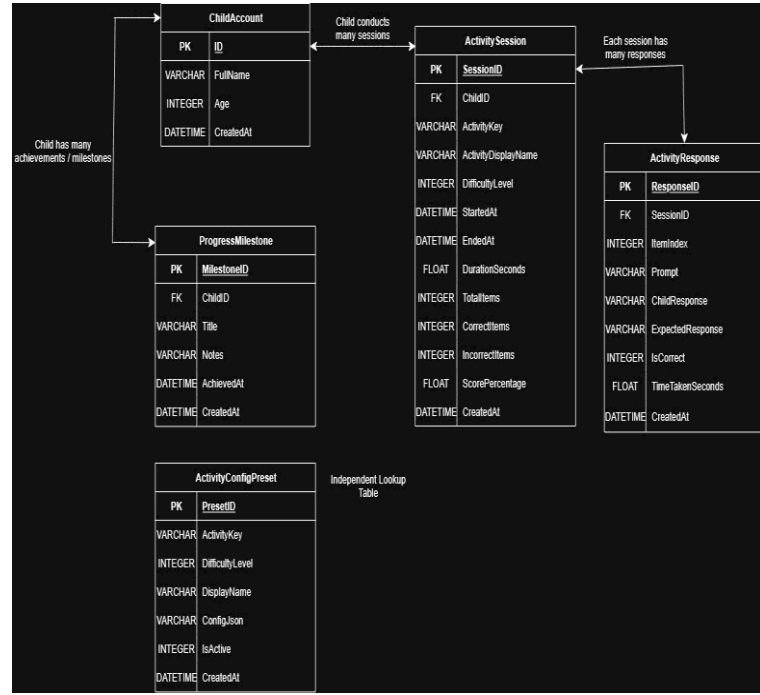 ChildAccount
PK ID
VARCHAR FullName
INTEGER Age
DATETIME CreatedAt
Child conducts
many sessions
ActivitySession
PK SessionID
FK ChildID
VARCHAR ActivityKey
VARCHAR ActivityDisplayName
INTEGER DifficultyLevel
DATETIME StartedAt
DATETIME EndedAt
FLOAT DurationSeconds
INTEGER TotalItems
INTEGER CorrectItems
INTEGER IncorrectItems
FLOAT ScorePercentage
DATETIME CreatedAt
Each session has
many responses
ActivityResponse
PK ResponseID
FK SessionID
INTEGER ItemIndex
VARCHAR Prompt
VARCHAR ChildResponse
VARCHAR ExpectedResponse
INTEGER IsCorrect
FLOAT TimeTakenSeconds
DATETIME CreatedAt
Child has many
achievements / milestones
ProgressMilestone
PK MilestoneID
FK ChildID
VARCHAR Title
VARCHAR Notes
DATETIME AchievedAt
DATETIME CreatedAt
ActivityConfigPreset
PK PresetID
VARCHAR ActivityKey
INTEGER DifficultyLevel
VARCHAR DisplayName
VARCHAR ConfigJson
INTEGER IsActive
DATETIME CreatedAt
Independent Lookup
Table